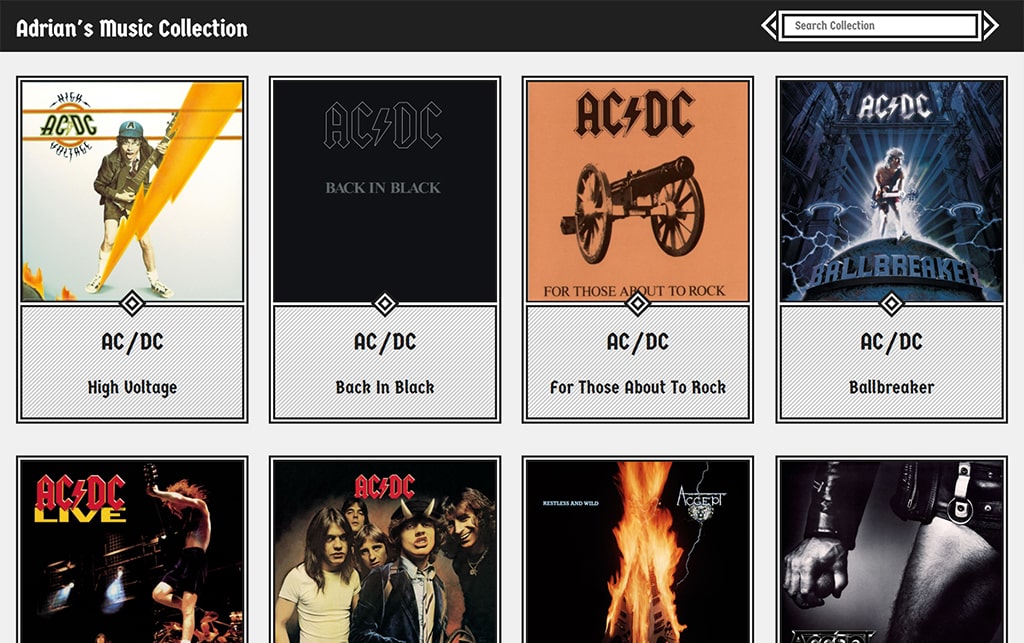 Adrian's Music Collection
Search Collection
HIGH
AC/DC
VOLTAGE
AC/DC
High Voltage
AC/DC
BACK IN BLACK
AC/DC
Back In Black
AC/DC
FOR THOSE ABOUT TO ROCK
AC/DC
For Those About To Rock
AC/DC
BALLBREAKER
AC/DC
Ballbreaker
AC/DC
LIVE
AC/DC
RESTLESS AND WILD
ACCEPT